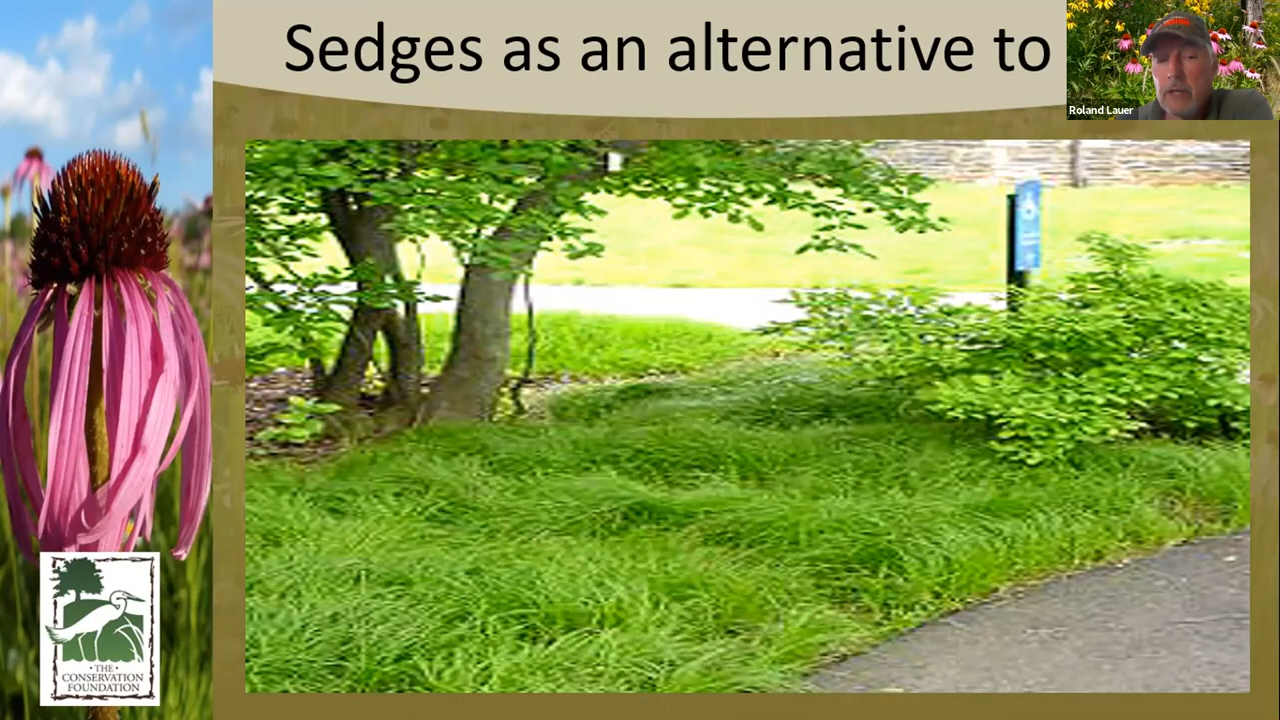 Sedges as an alternative to
Roland Lauer
· THE ·
CONSERVATION
FOUNDATION